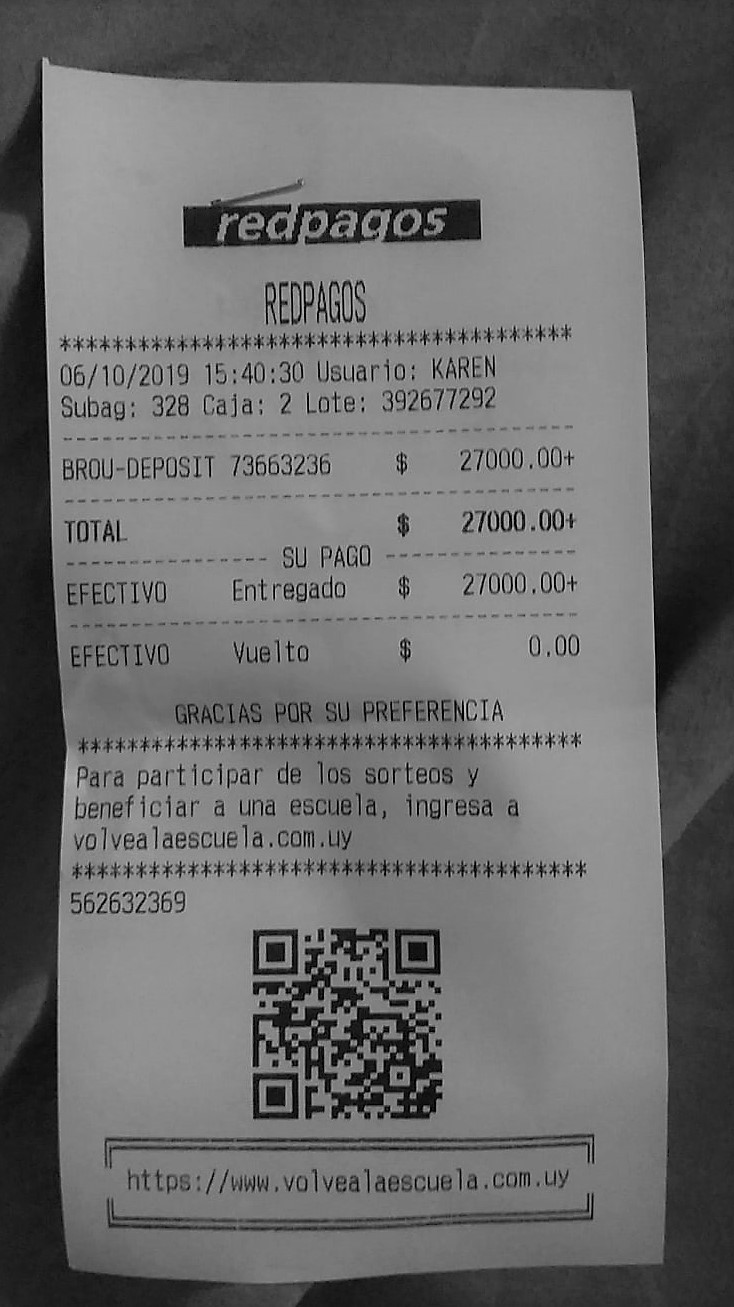 redpagos
REDPAGOS
***************************************
06/10/2019 15:40:30 Usuario: KAREN
Subag: 328 Caja: 2 Lote: 392677292
---------------------------------------
BROU-DEPOSIT 73663236 $ 27000.00+
---------------------------------------
TOTAL $ 27000.00+
---------------- SU PAGO ---------------
EFECTIVO Entregado $ 27000.00+
---------------------------------------
EFECTIVO Vuelto $ 0.00
GRACIAS POR SU PREFERENCIA
***************************************
Para participar de los sorteos y
beneficiar a una escuela, ingresa a
volvealaescuela.com.uy
***************************************
562632369
https://www.volvealaescuela.com.uy